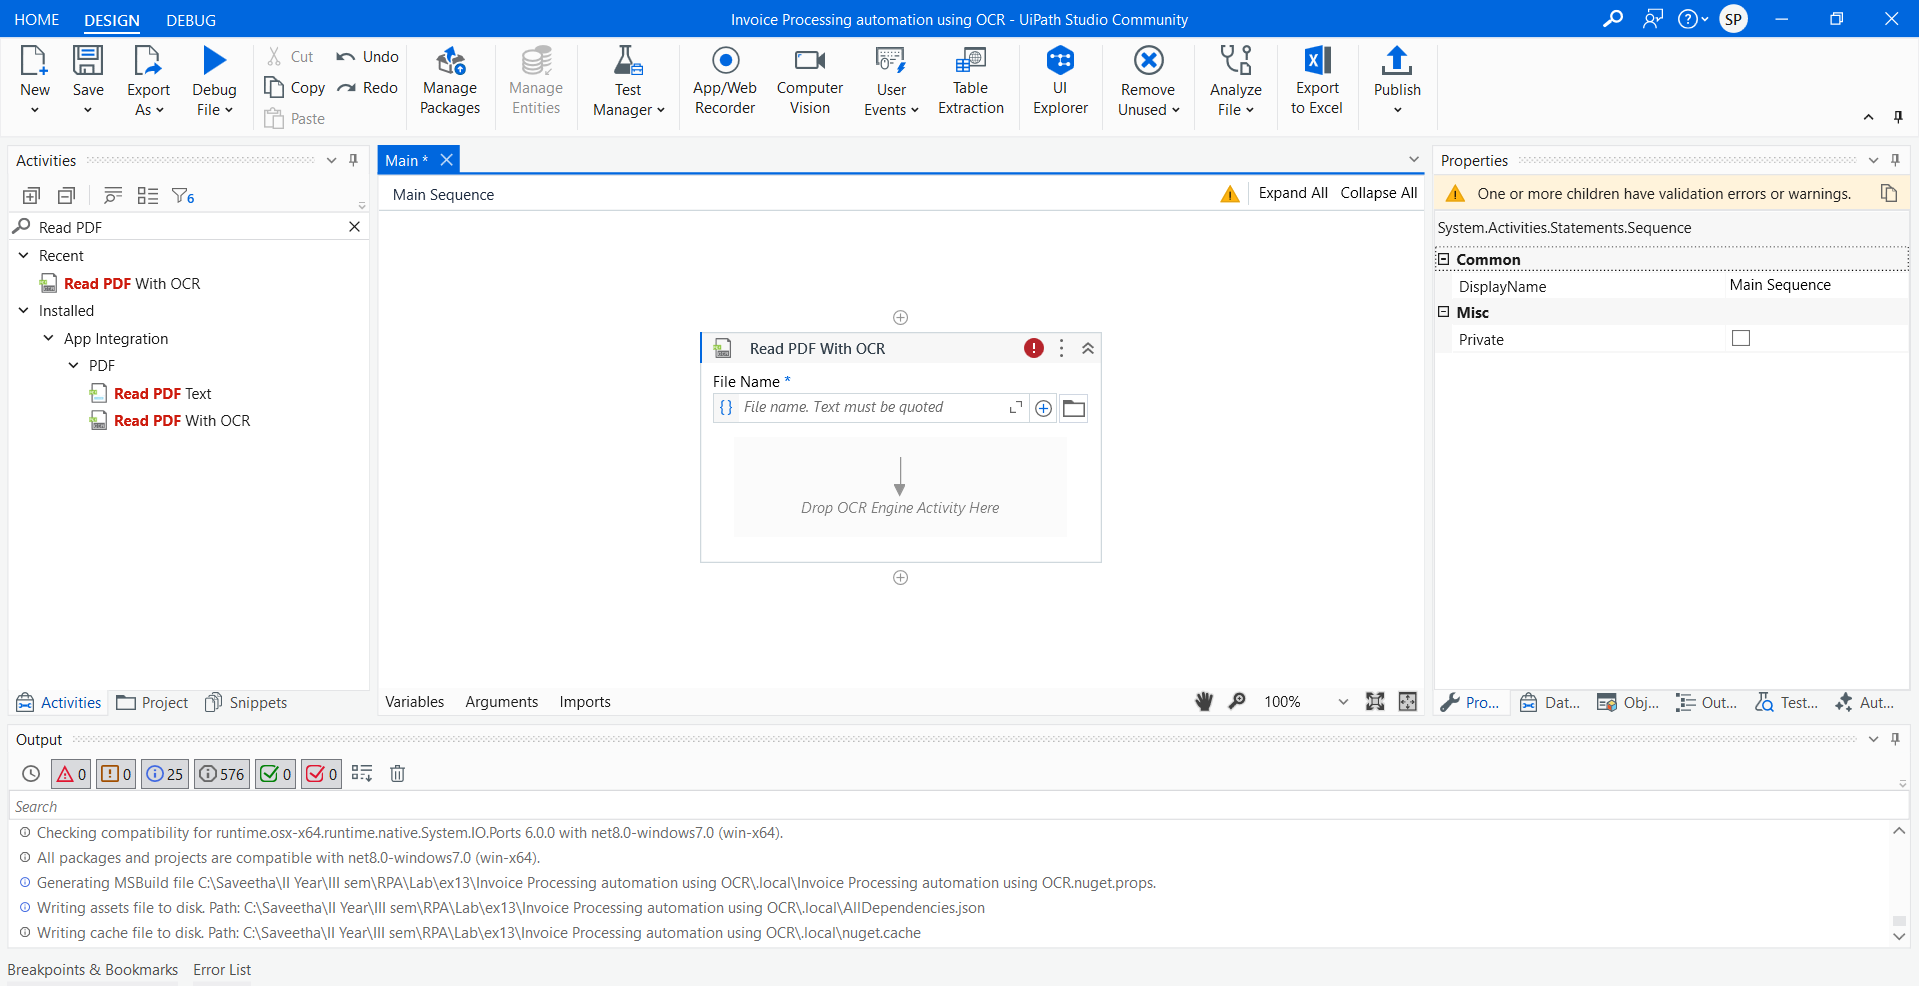 HOME DESIGN DEBUG
Invoice Processing automation using OCR - UiPath Studio Community
SP
New
Save
Export As
Debug File
Cut
Copy
Paste
Undo
Redo
Manage Packages
Manage Entities
Test Manager
App/Web Recorder
Computer Vision
User Events
Table Extraction
UI Explorer
Remove Unused
Analyze File
Export to Excel
Publish
Activities
6
Read PDF
Recent
Read PDF With OCR
Installed
App Integration
PDF
Read PDF Text
Read PDF With OCR
Activities Project Snippets
Main *
Main Sequence
Expand All Collapse All
Read PDF With OCR
File Name *
File name. Text must be quoted
Drop OCR Engine Activity Here
Variables Arguments Imports
100%
Properties
One or more children have validation errors or warnings.
System.Activities.Statements.Sequence
Common
DisplayName Main Sequence
Misc
Private
Pro... Dat... Obj... Out... Test... Aut...
Output
0 0 25 576 0 0
Search
Checking compatibility for runtime.osx-x64.runtime.native.System.IO.Ports 6.0.0 with net8.0-windows7.0 (win-x64).
All packages and projects are compatible with net8.0-windows7.0 (win-x64).
Generating MSBuild file C:\Saveetha\II Year\III sem\RPA\Lab\ex13\Invoice Processing automation using OCR\.local\Invoice Processing automation using OCR.nuget.props.
Writing assets file to disk. Path: C:\Saveetha\II Year\III sem\RPA\Lab\ex13\Invoice Processing automation using OCR\.local\AllDependencies.json
Writing cache file to disk. Path: C:\Saveetha\II Year\III sem\RPA\Lab\ex13\Invoice Processing automation using OCR\.local\nuget.cache
Breakpoints & Bookmarks Error List